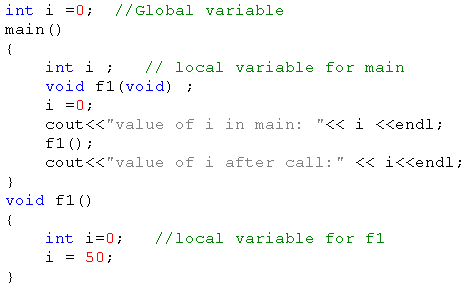 int i =0;  //Global variable
main()
{
    int i ;   // local variable for main
    void f1(void) ;
    i =0;
    cout<<"value of i in main: "<< i <<endl;
    f1();
    cout<<"value of i after call:" << i<<endl;
}
void f1()
{
    int i=0;   //local variable for f1
    i = 50;
}